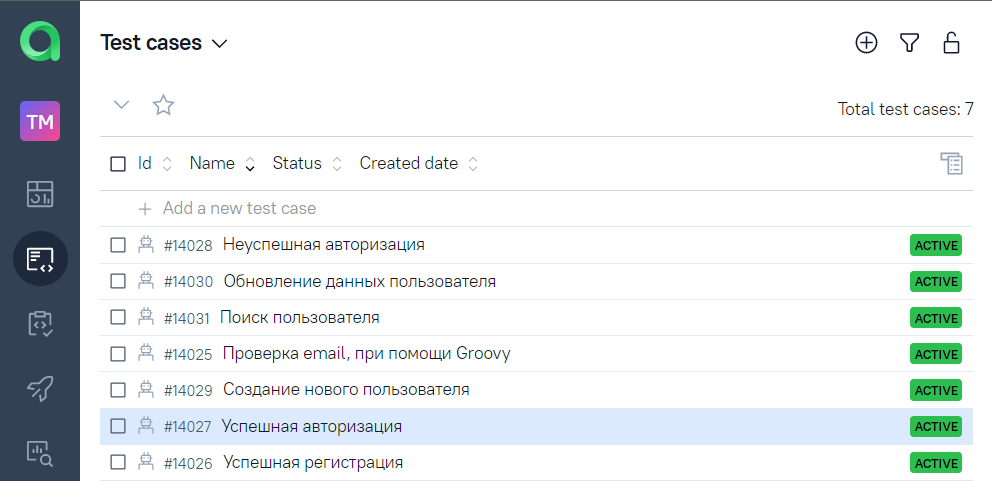 Test cases
TM
Total test cases: 7
Id Name Status Created date
+ Add a new test case
#14028 Неуспешная авторизация ACTIVE
#14030 Обновление данных пользователя ACTIVE
#14031 Поиск пользователя ACTIVE
#14025 Проверка email, при помощи Groovy ACTIVE
#14029 Создание нового пользователя ACTIVE
#14027 Успешная авторизация ACTIVE
#14026 Успешная регистрация ACTIVE